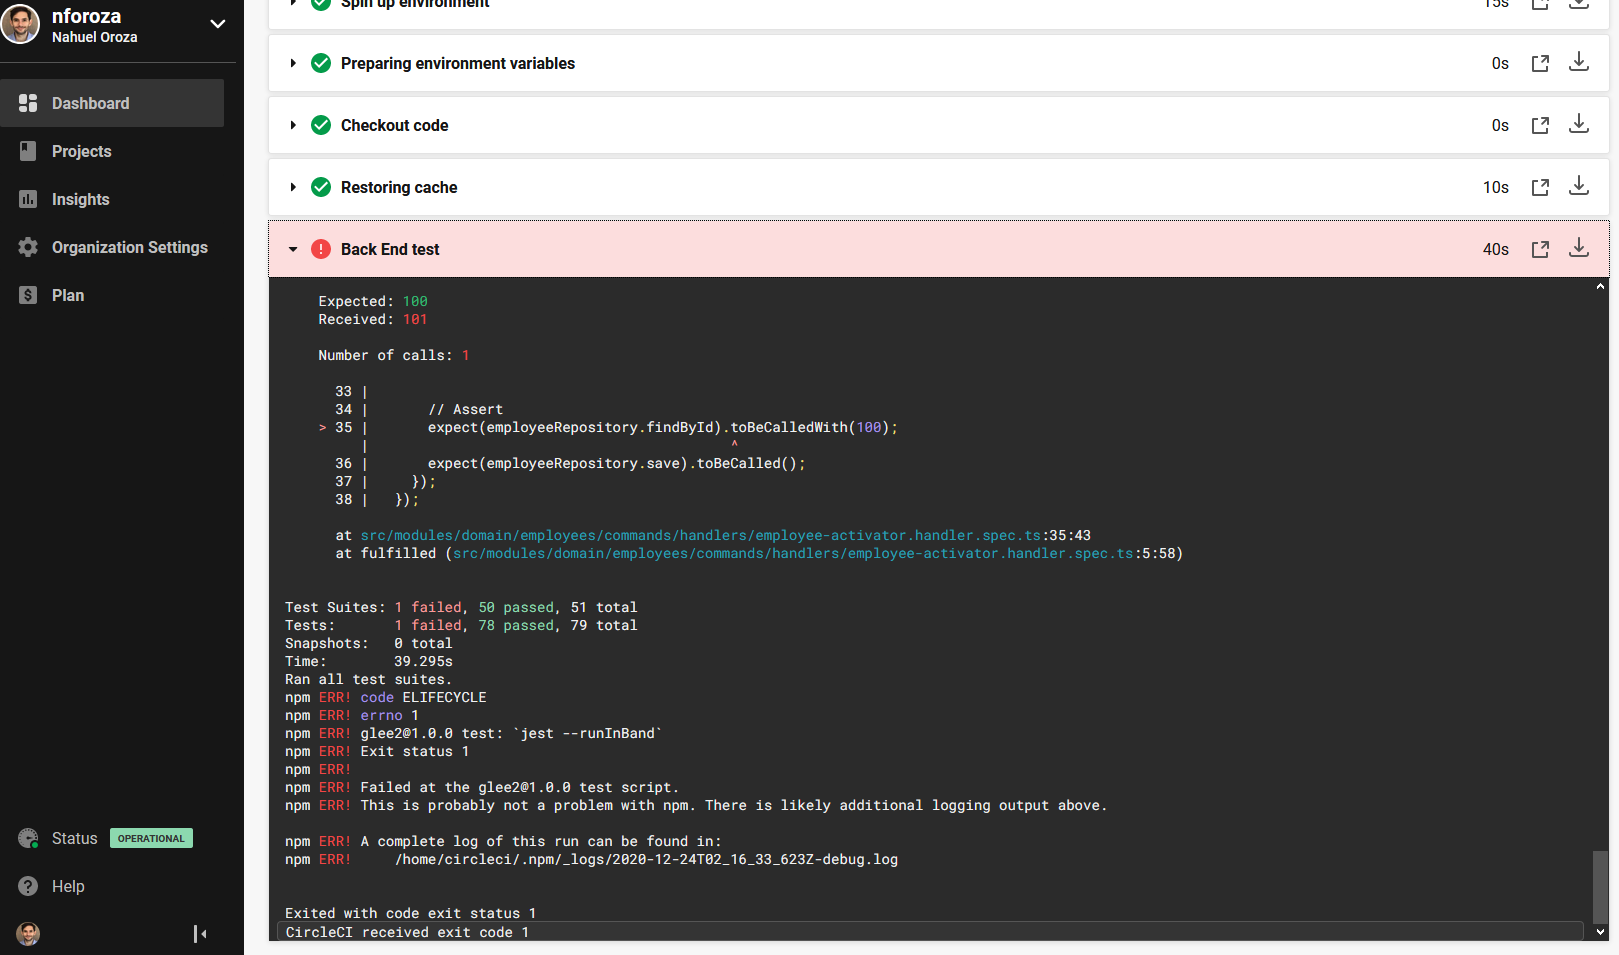 nforoza
Nahuel Oroza
Dashboard
Projects
Insights
Organization Settings
Plan
Status OPERATIONAL
Help
Spin up environment 15s
Preparing environment variables 0s
Checkout code 0s
Restoring cache 10s
Back End test 40s
Expected: 100
Received: 101
Number of calls: 1
33 |
34 | // Assert
> 35 | expect(employeeRepository.findById).toBeCalledWith(100);
| ^
36 | expect(employeeRepository.save).toBeCalled();
37 | });
38 | });
at src/modules/domain/employees/commands/handlers/employee-activator.handler.spec.ts:35:43
at fulfilled (src/modules/domain/employees/commands/handlers/employee-activator.handler.spec.ts:5:58)
Test Suites: 1 failed, 50 passed, 51 total
Tests: 1 failed, 78 passed, 79 total
Snapshots: 0 total
Time: 39.295s
Ran all test suites.
npm ERR! code ELIFECYCLE
npm ERR! errno 1
npm ERR! glee2@1.0.0 test: `jest --runInBand`
npm ERR! Exit status 1
npm ERR!
npm ERR! Failed at the glee2@1.0.0 test script.
npm ERR! This is probably not a problem with npm. There is likely additional logging output above.
npm ERR! A complete log of this run can be found in:
npm ERR! /home/circleci/.npm/_logs/2020-12-24T02_16_33_623Z-debug.log
Exited with code exit status 1
CircleCI received exit code 1